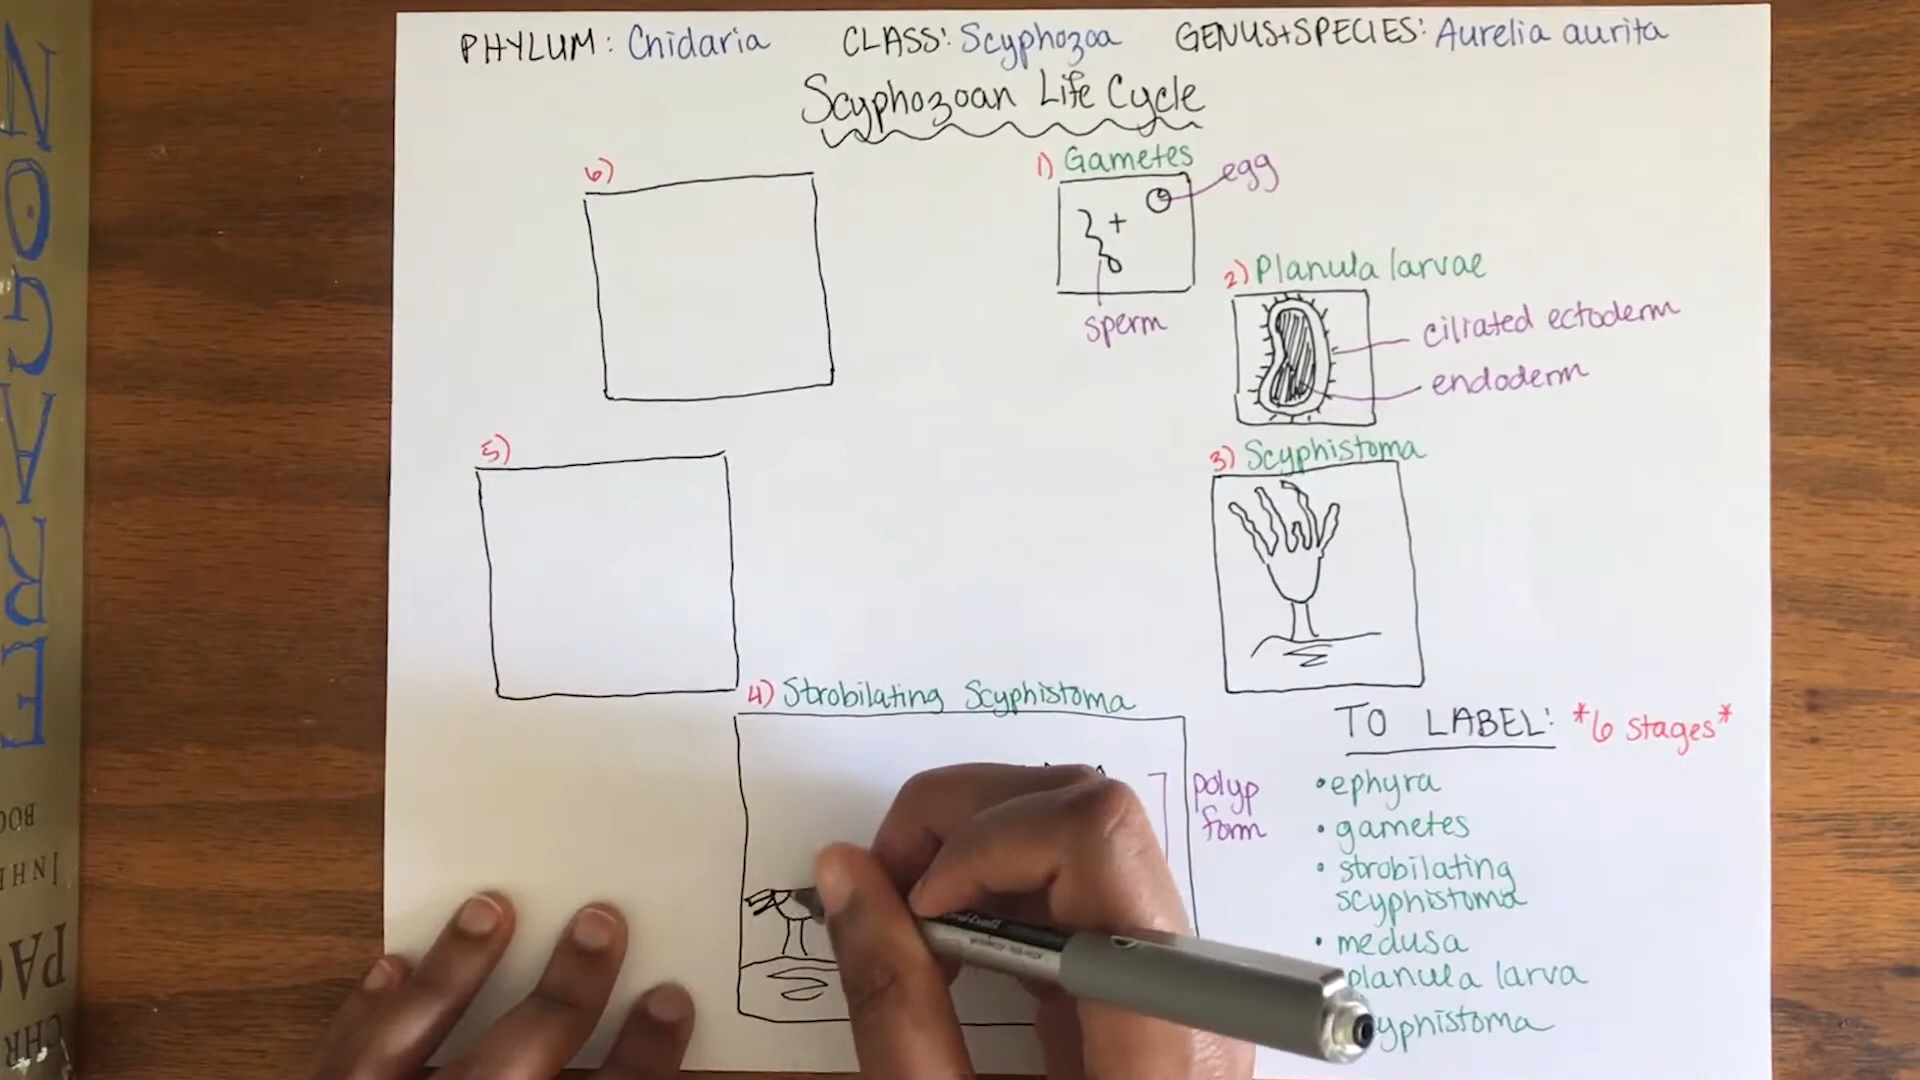 PHYLUM: Cnidaria CLASS: Scyphozoa GENUS+SPECIES: Aurelia aurita
Scyphozoan Life Cycle
6)
1) Gametes
egg
sperm
2) Planula larvae
ciliated ectoderm
endoderm
5)
3) Scyphistoma
4) Strobilating Scyphistoma
polyp
form
TO LABEL: *6 stages*
• ephyra
• gametes
• strobilating
scyphistoma
• medusa
planula larva
yphistoma